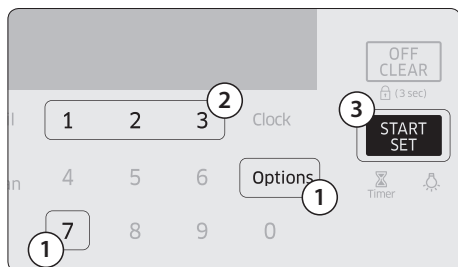 OFF
CLEAR
(3 sec)
2
3
l
1 2 3 Clock
START
SET
an 4 5 6 Options
1
Timer
7 8 9 0
1